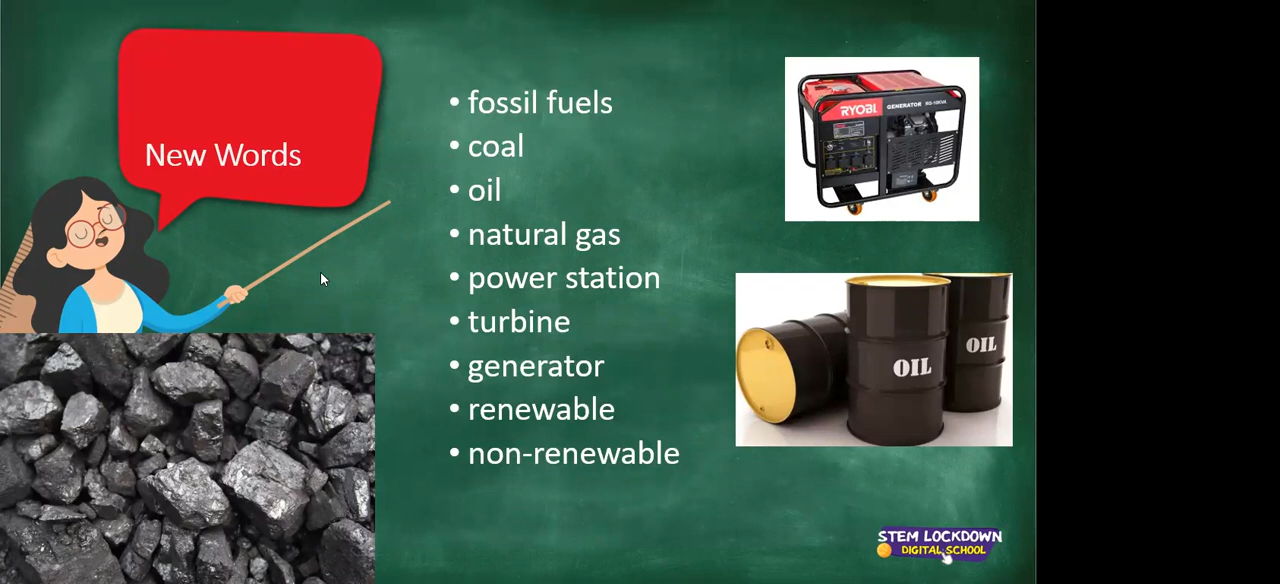 New Words
• fossil fuels
• coal
• oil
• natural gas
• power station
• turbine
• generator
• renewable
• non-renewable
RYOBI
GENERATOR
OIL
OIL
STEM LOCKDOWN
DIGITAL SCHOOL